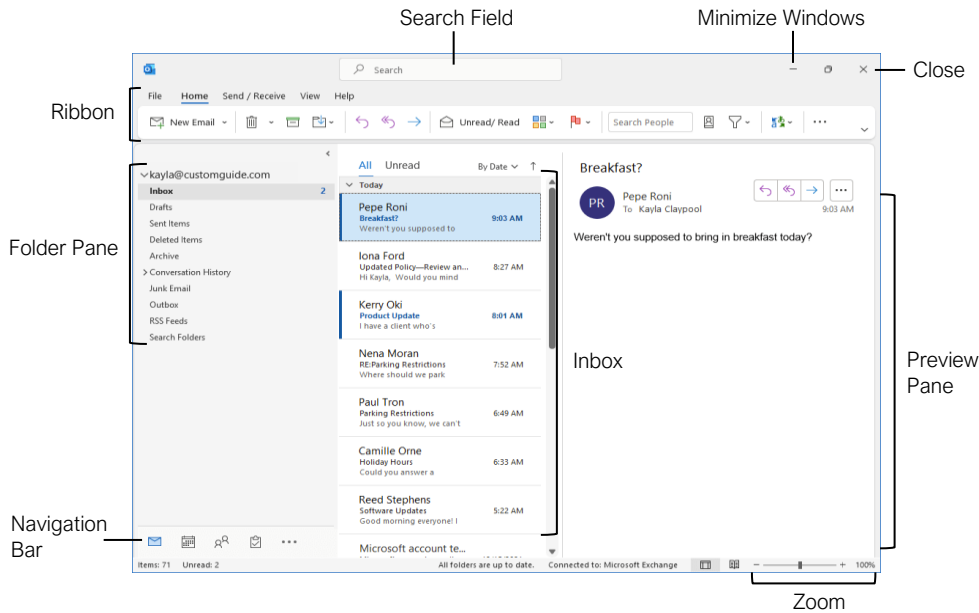 Search Field
Minimize Windows
Close
Ribbon
Folder Pane
Navigation
Bar
Inbox
Preview
Pane
Zoom
Search
File Home Send / Receive View Help
New Email Unread/ Read Search People
kayla@customguide.com
Inbox 2
Drafts
Sent Items
Deleted Items
Archive
Conversation History
Junk Email
Outbox
RSS Feeds
Search Folders
All Unread By Date
Today
Pepe Roni
Breakfast? 9:03 AM
Weren't you supposed to
Iona Ford
Updated Policy—Review an... 8:27 AM
Hi Kayla, Would you mind
Kerry Oki
Product Update 8:01 AM
I have a client who's
Nena Moran
RE:Parking Restrictions 7:52 AM
Where should we park
Paul Tron
Parking Restrictions 6:49 AM
Just so you know, we can't
Camille Orne
Holiday Hours 6:33 AM
Could you answer a
Reed Stephens
Software Updates 5:22 AM
Good morning everyone! I
Microsoft account te...
Breakfast?
PR
Pepe Roni
To Kayla Claypool 9:03 AM
Weren't you supposed to bring in breakfast today?
Items: 71 Unread: 2 All folders are up to date. Connected to: Microsoft Exchange 100%